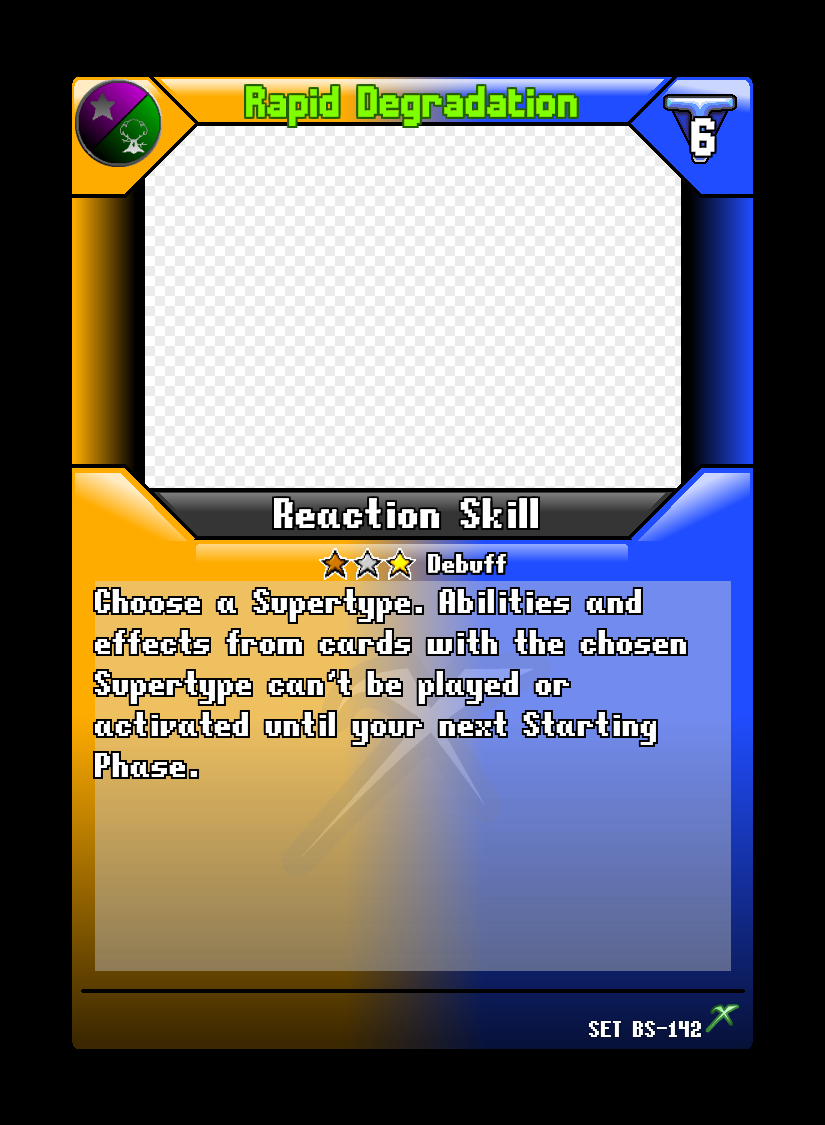 Rapid Degradation
6
Reaction Skill
Debuff
Choose a Supertype. Abilities and
effects from cards with the chosen
Supertype can't be played or
activated until your next Starting
Phase.
SET BS-142